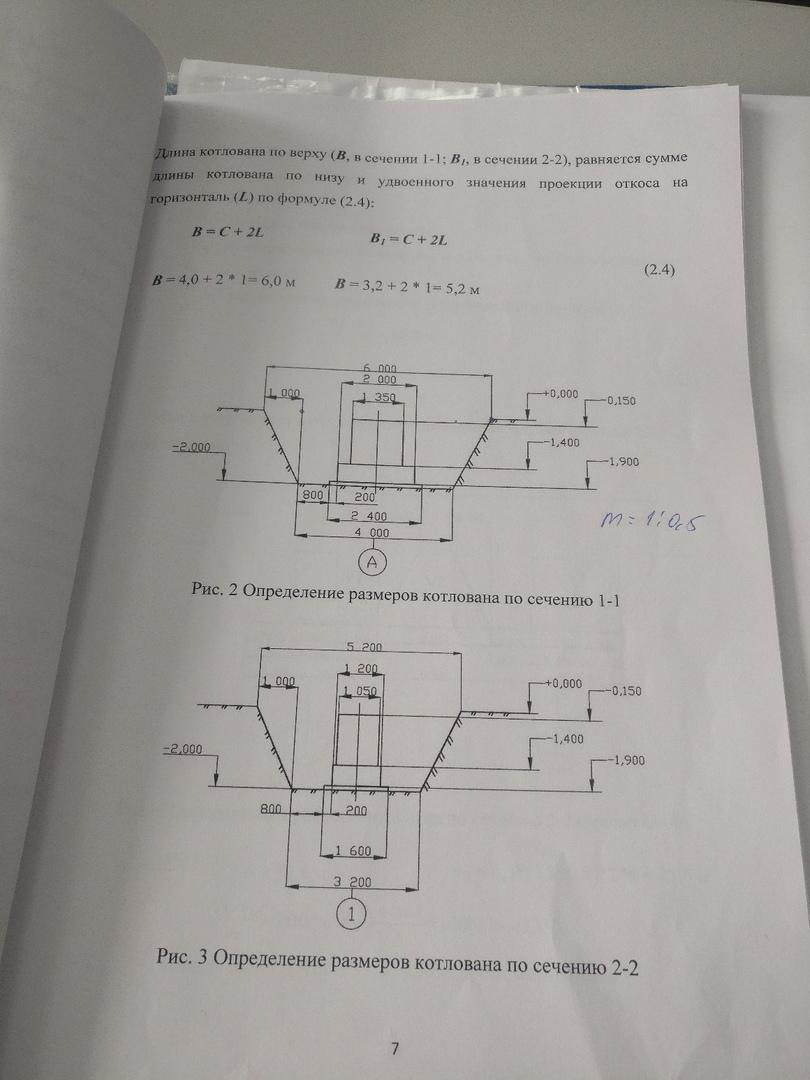 Длина котлована по верху (B, в сечении 1-1; B₁, в сечении 2-2), равняется сумме
длины котлована по низу и удвоенного значения проекции откоса на
горизонталь (L) по формуле (2.4):
B = C + 2L B₁ = C + 2L
(2.4)
B = 4,0 + 2 * 1= 6,0 м B = 3,2 + 2 * 1= 5,2 м
6 000
2 000
1 000 1 350 +0,000 -0,150
-2,000 -1,400
-1,900
800 200
2 400
4 000
m = 1:0,5
A
Рис. 2 Определение размеров котлована по сечению 1-1
5 200
1 200
1 000 1 050 +0,000 -0,150
-2,000 -1,400
-1,900
800 200
1 600
3 200
1
Рис. 3 Определение размеров котлована по сечению 2-2
7